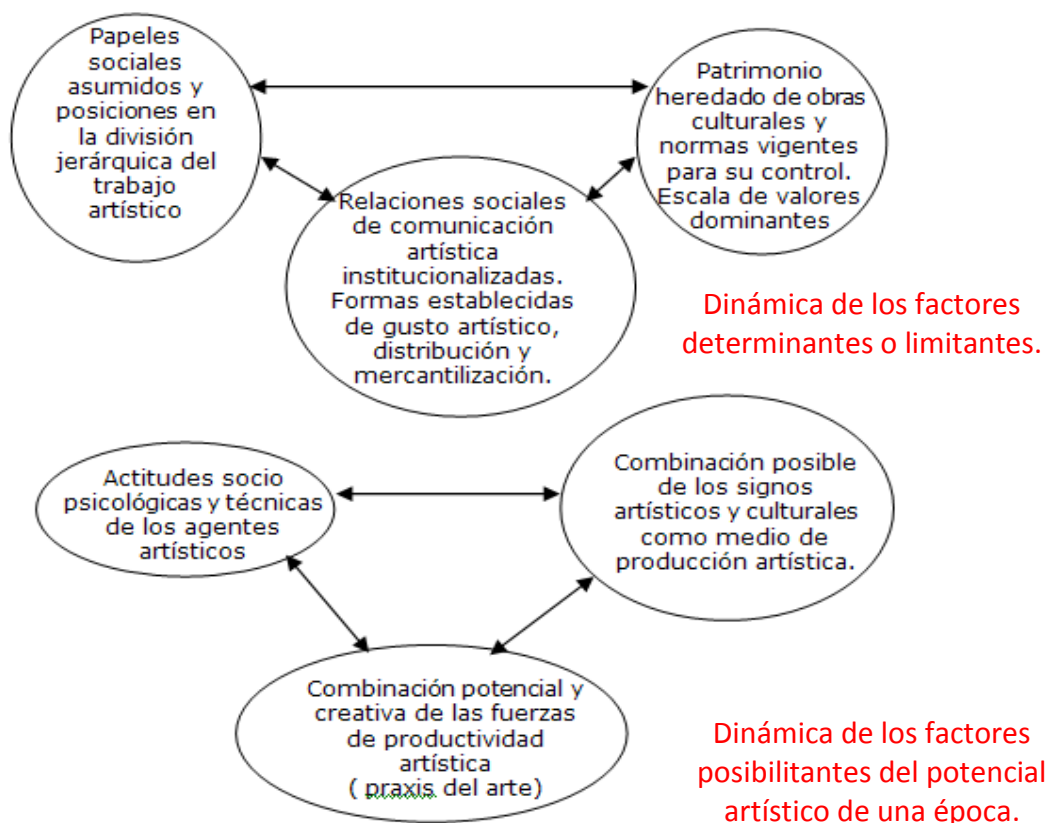 Papeles
sociales
asumidos y
posiciones en
la división
jerárquica del
trabajo
artístico
Patrimonio
heredado de obras
culturales y
normas vigentes
para su control.
Escala de valores
dominantes
Relaciones sociales
de comunicación
artística
institucionalizadas.
Formas establecidas
de gusto artístico,
distribución y
mercantilización.
Dinámica de los factores
determinantes o limitantes.
Actitudes socio
psicológicas y técnicas
de los agentes
artísticos
Combinación posible
de los signos
artísticos y culturales
como medio de
producción artística.
Combinación potencial y
creativa de las fuerzas
de productividad
artística
( praxis del arte)
Dinámica de los factores
posibilitantes del potencial
artístico de una época.